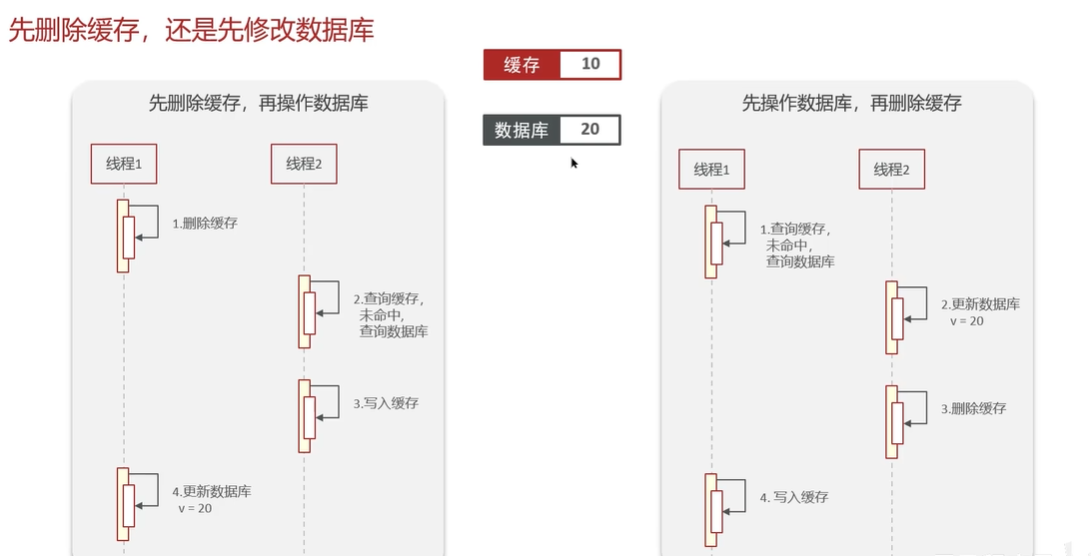 先删除缓存，还是先修改数据库
缓存 10
数据库 20
先删除缓存，再操作数据库
线程1
线程2
1.删除缓存
2.查询缓存，
未命中，
查询数据库
3.写入缓存
4.更新数据库
v = 20
先操作数据库，再删除缓存
线程1
线程2
1.查询缓存，
未命中，
查询数据库
2.更新数据库
v = 20
3.删除缓存
4. 写入缓存